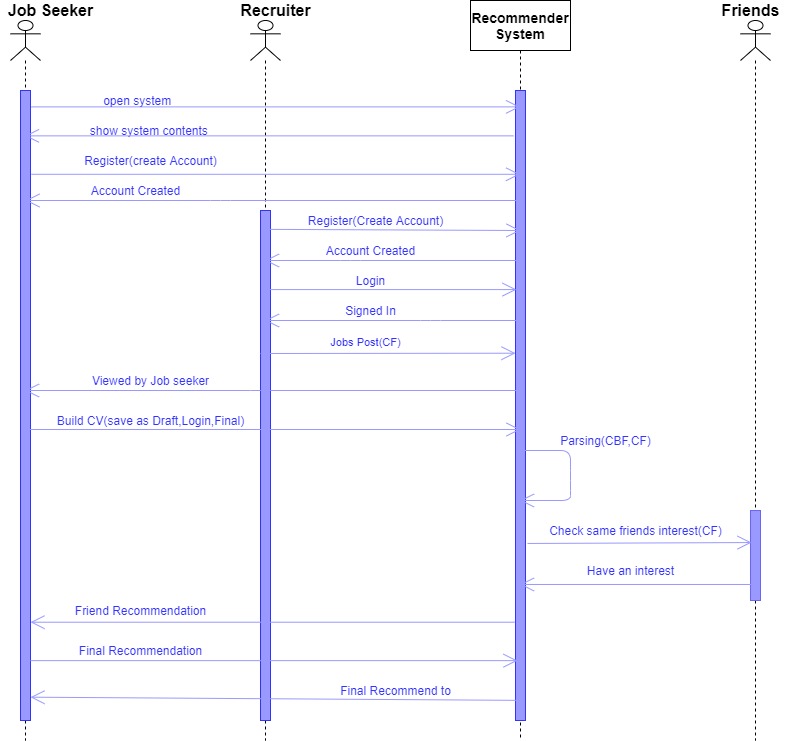 Job Seeker
Recruiter
Recommender
System
Friends
open system
show system contents
Register(create Account)
Account Created
Register(Create Account)
Account Created
Login
Signed In
Jobs Post(CF)
Viewed by Job seeker
Build CV(save as Draft,Login,Final)
Parsing(CBF,CF)
Check same friends interest(CF)
Have an interest
Friend Recommendation
Final Recommendation
Final Recommend to